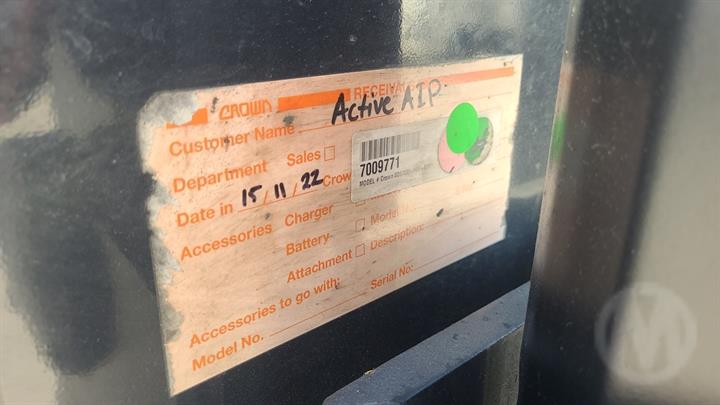 CROWN RECEIVA
Customer Name Active AIP
Department Sales
7009771
MODEL # Crown
Date in 15/11/22 Crow
Accessories Charger
Battery Model
Attachment Description:
Accessories to go with:
Model No. Serial No:
M